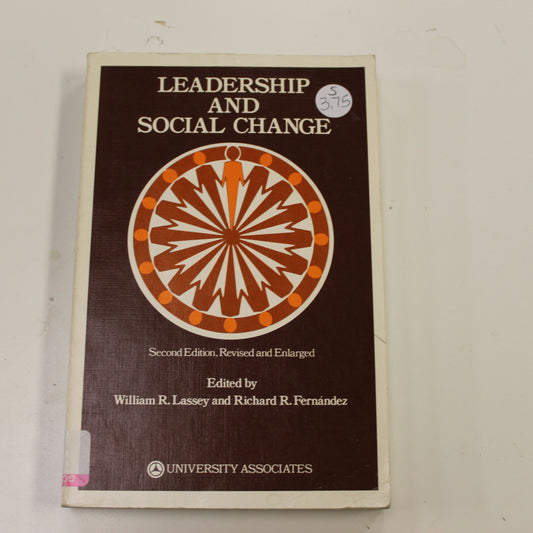 LEADERSHIP
AND
SOCIAL CHANGE
S
3.75
Second Edition, Revised and Enlarged
Edited by
William R. Lassey and Richard R. Fernández
UNIVERSITY ASSOCIATES